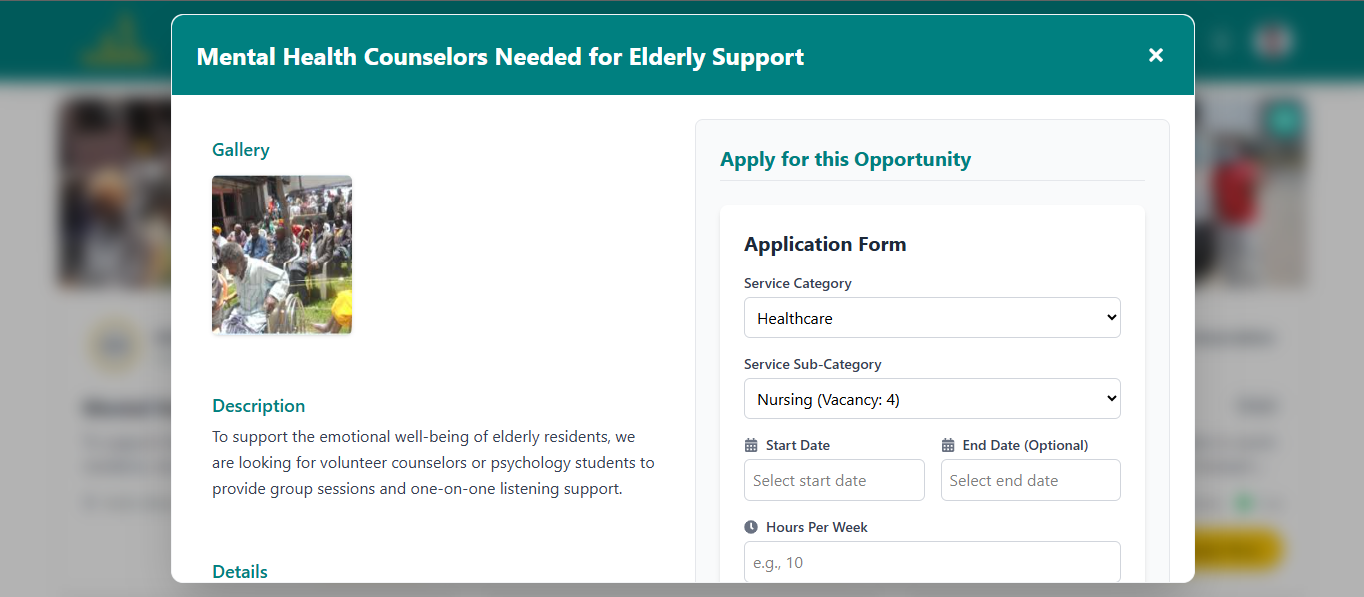 Mental Health Counselors Needed for Elderly Support
Gallery
Description
To support the emotional well-being of elderly residents, we
are looking for volunteer counselors or psychology students to
provide group sessions and one-on-one listening support.
Details
Apply for this Opportunity
Application Form
Service Category
Healthcare
Service Sub-Category
Nursing (Vacancy: 4)
Start Date
End Date (Optional)
Select start date
Select end date
Hours Per Week
e.g., 10